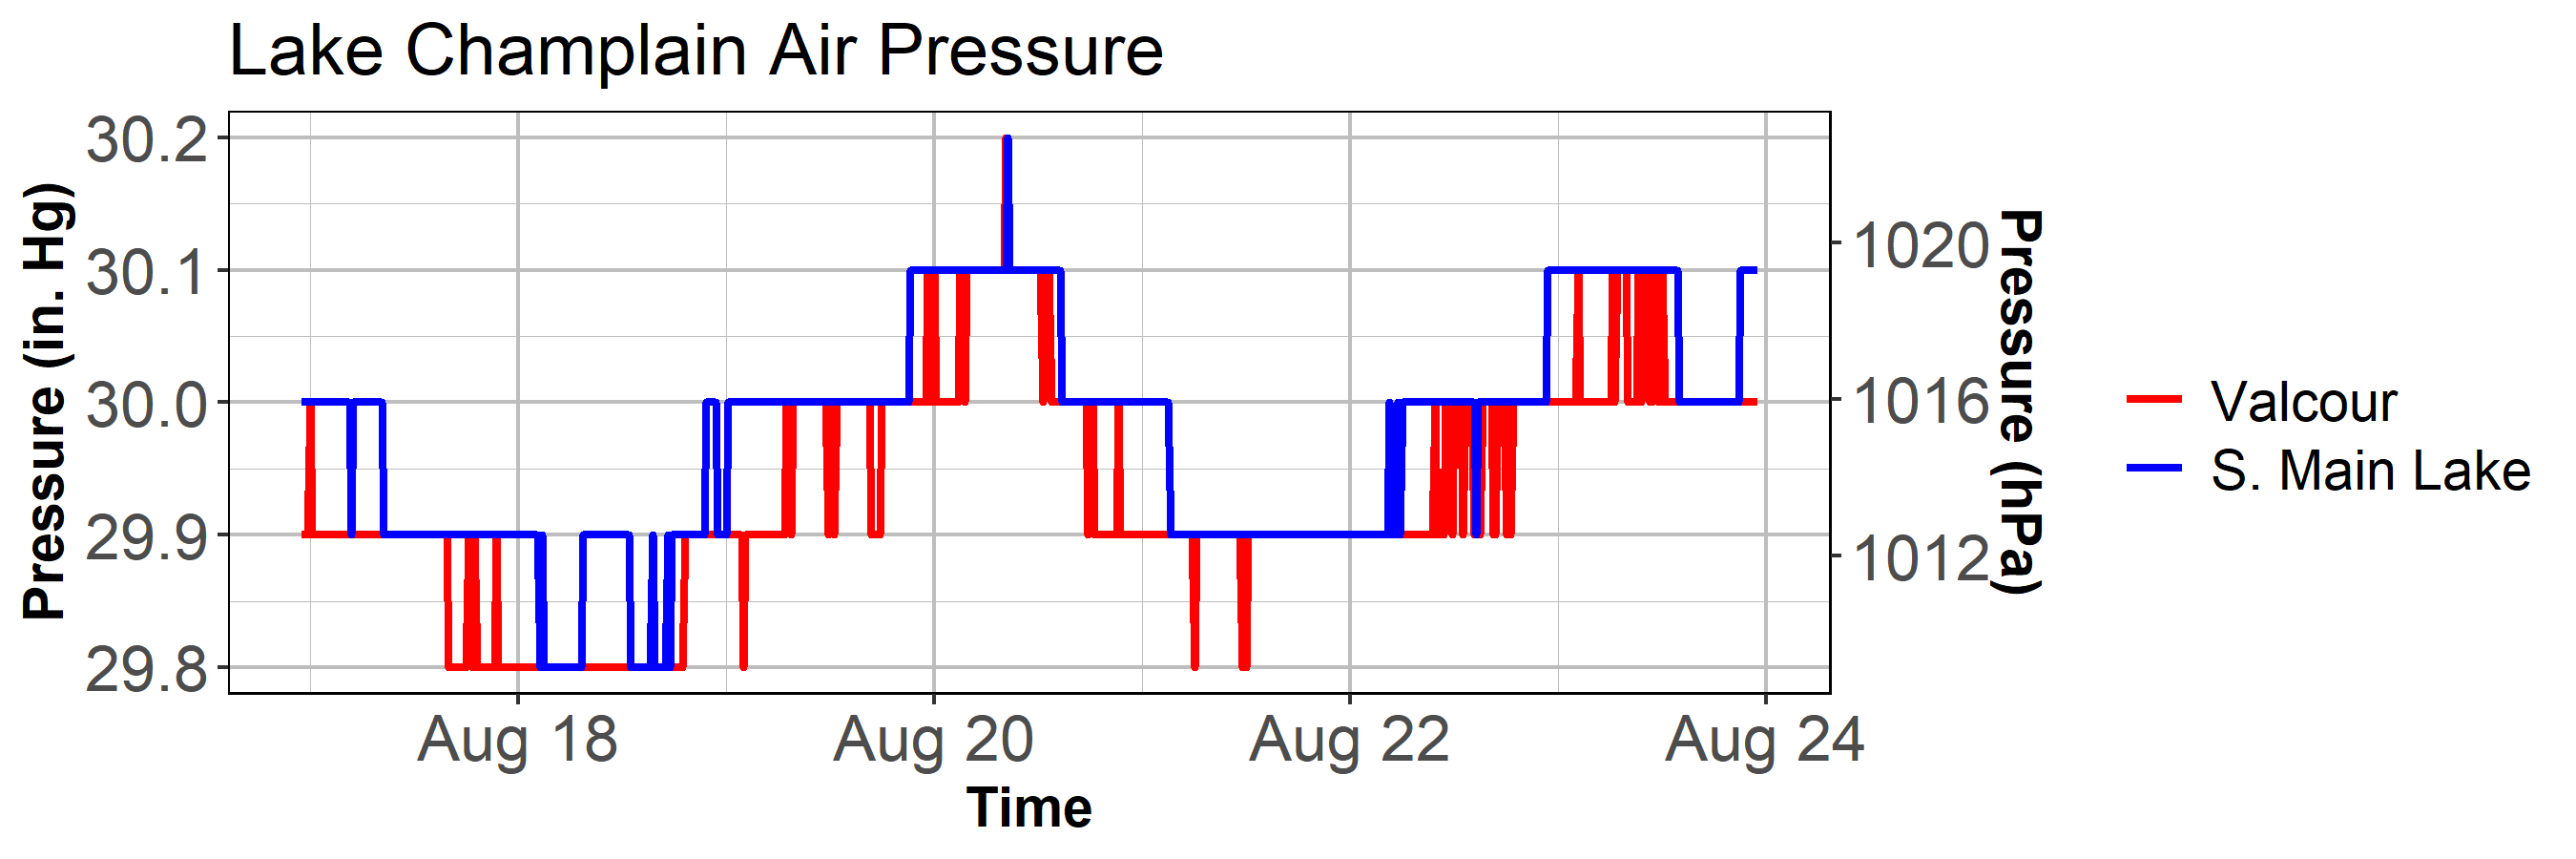 Lake Champlain Air Pressure
Pressure (in. Hg)
30.2
30.1
30.0
29.9
29.8
Aug 18
Aug 20
Aug 22
Aug 24
Time
1020
1016
1012
Pressure (hPa)
Valcour
S. Main Lake